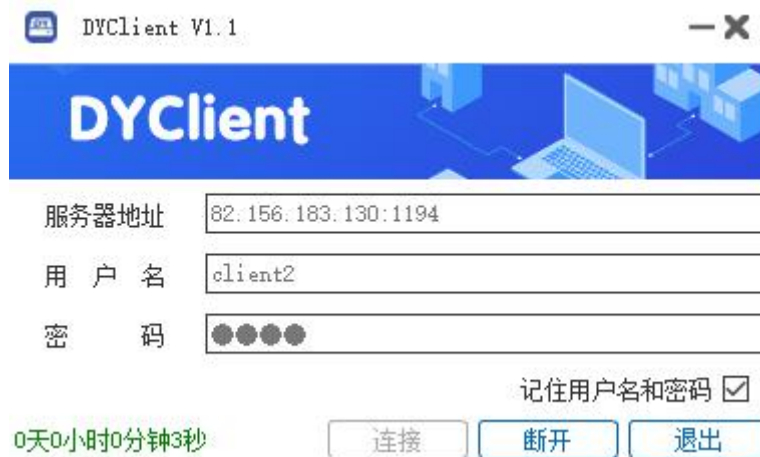 DYClient V1.1
DYClient
服务器地址 82.156.183.130:1194
用户名 client2
密码 ●●●●
记住用户名和密码
0天0小时0分钟3秒 连接 断开 退出